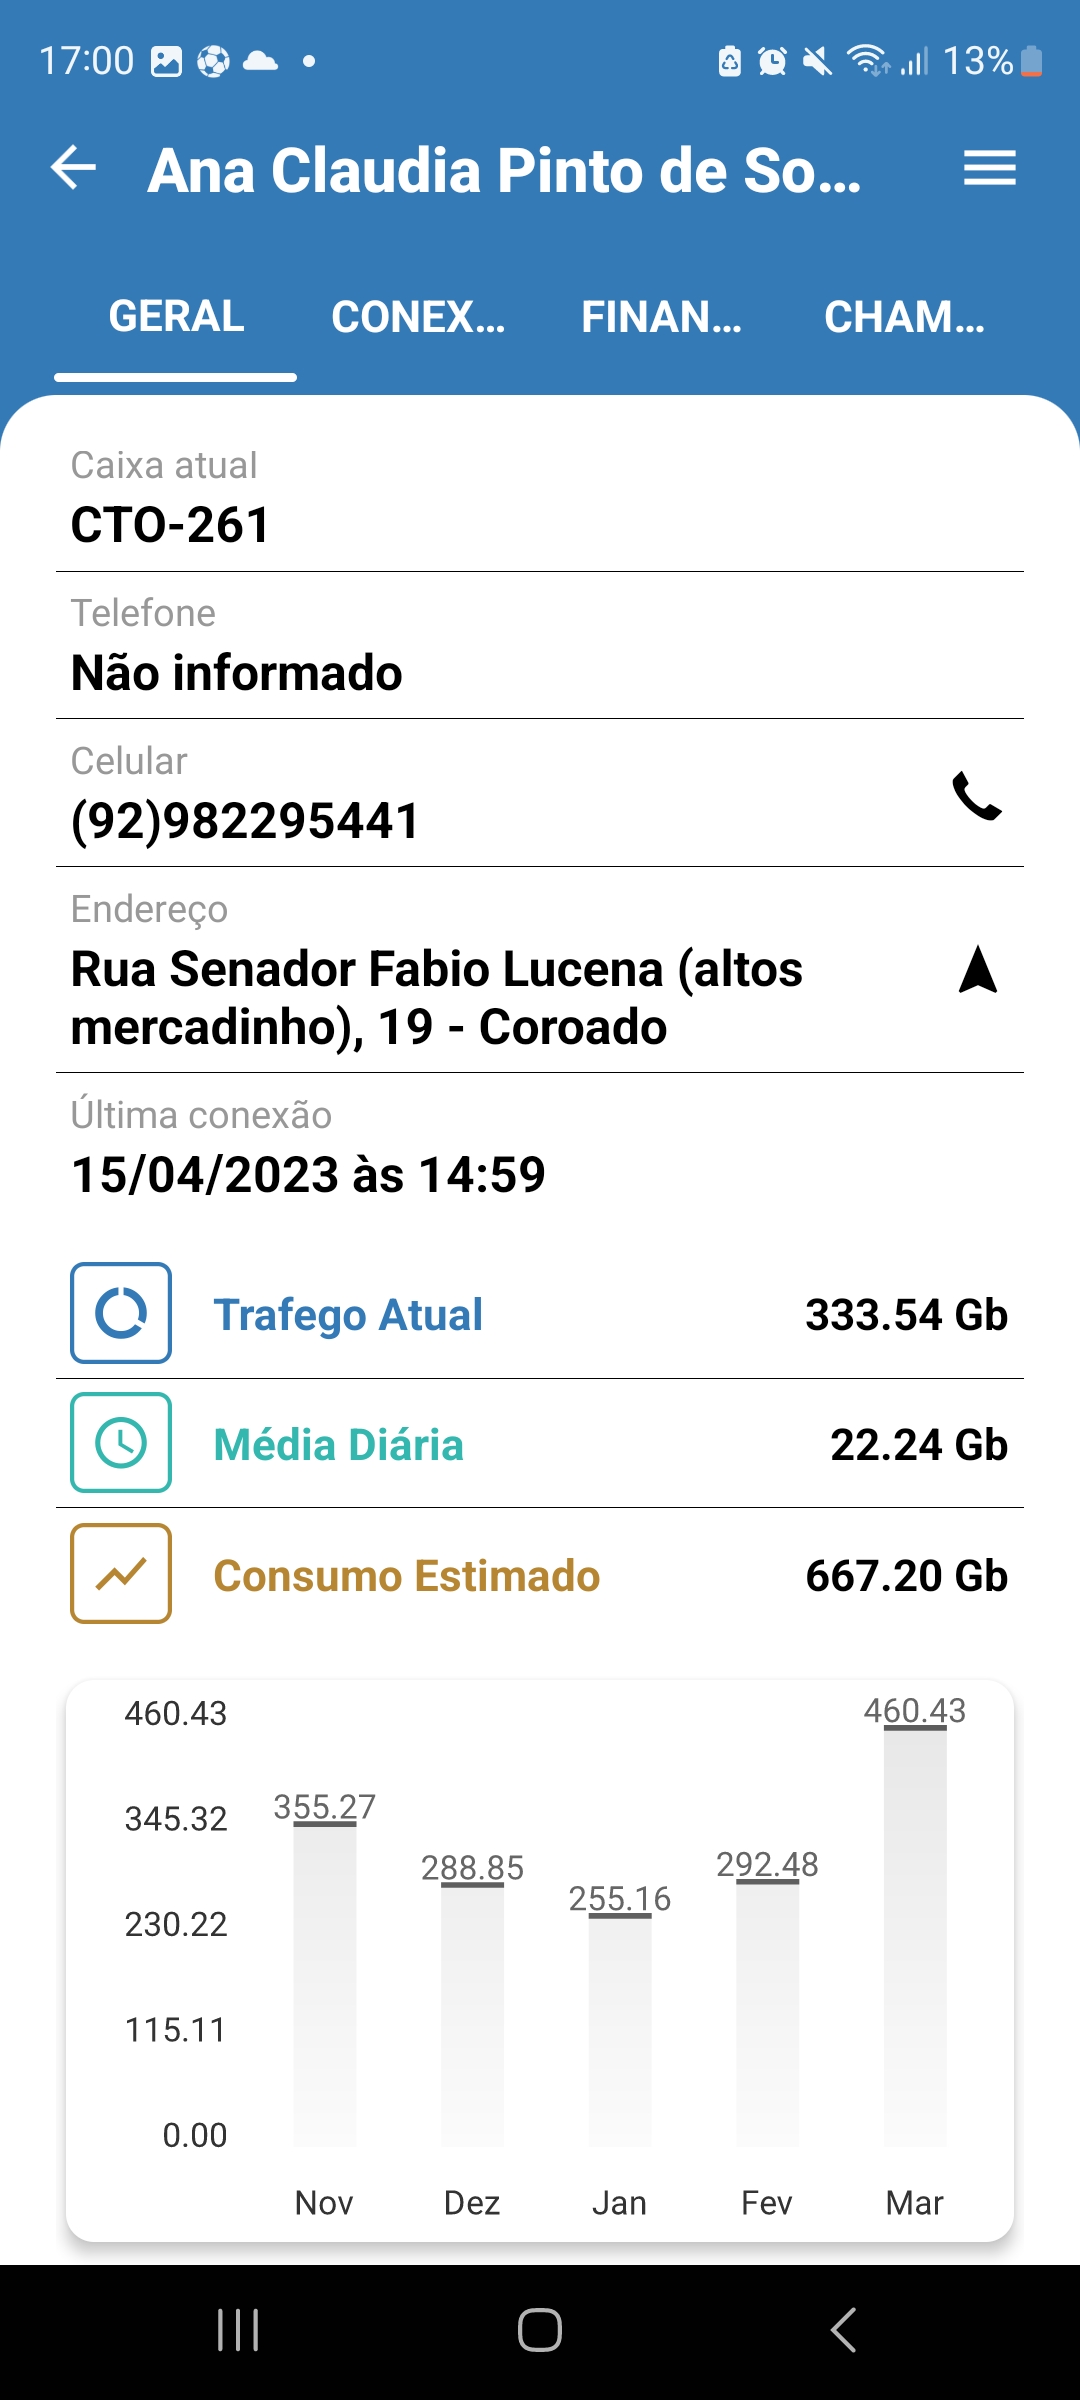 17:00
13%
Ana Claudia Pinto de So...
GERAL
CONEX...
FINAN...
CHAM...
Caixa atual
CTO-261
Telefone
Não informado
Celular
(92)982295441
Endereço
Rua Senador Fabio Lucena (altos
mercadinho), 19 - Coroado
Última conexão
15/04/2023 às 14:59
Trafego Atual
333.54 Gb
Média Diária
22.24 Gb
Consumo Estimado
667.20 Gb
460.43
345.32
230.22
115.11
0.00
355.27
288.85
255.16
292.48
460.43
Nov
Dez
Jan
Fev
Mar